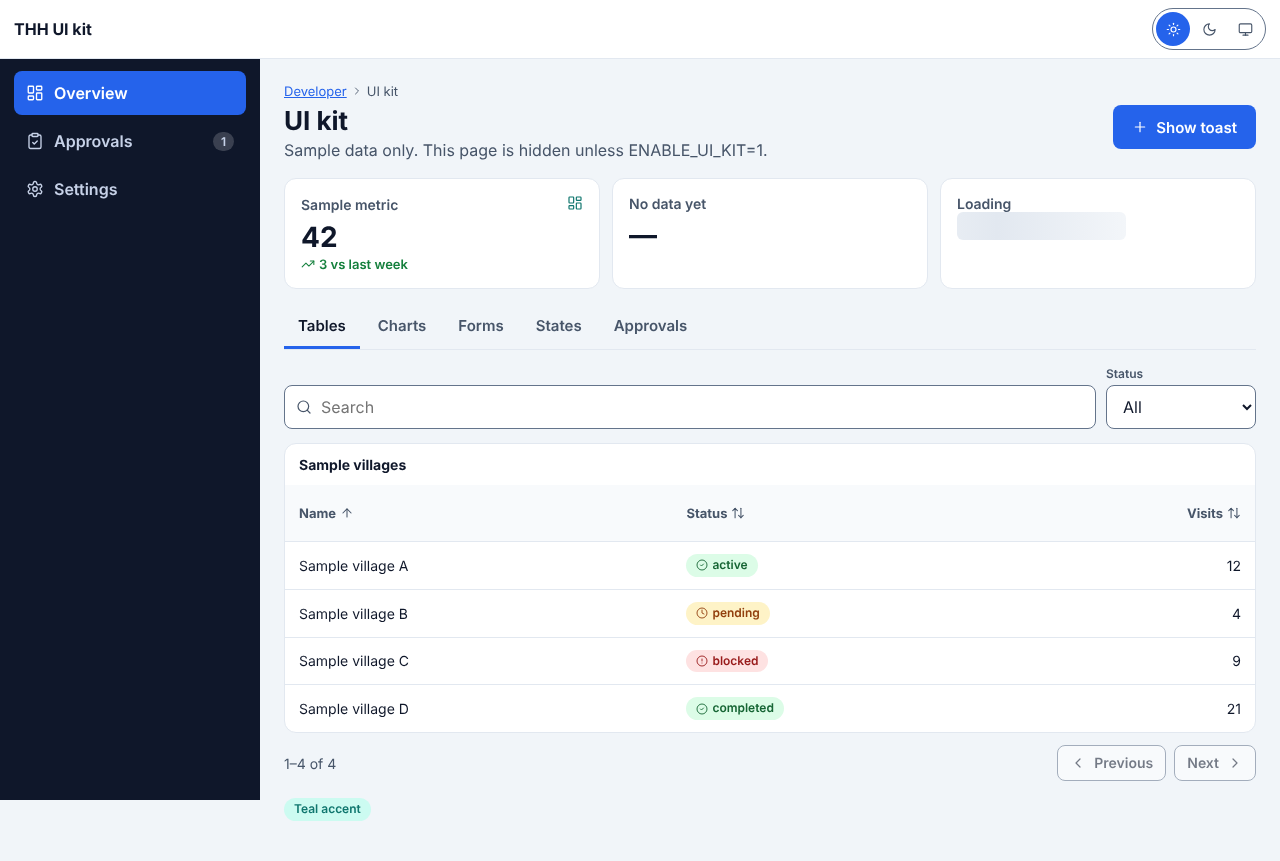 THH UI kit
Overview
Approvals 1
Settings
Developer UI kit
UI kit
Sample data only. This page is hidden unless ENABLE_UI_KIT=1.
Show toast
Sample metric
42
3 vs last week
No data yet
—
Loading
Tables Charts Forms States Approvals
Status
Search
All
Sample villages
Name Status Visits
Sample village A active 12
Sample village B pending 4
Sample village C blocked 9
Sample village D completed 21
1–4 of 4
Previous Next
Teal accent